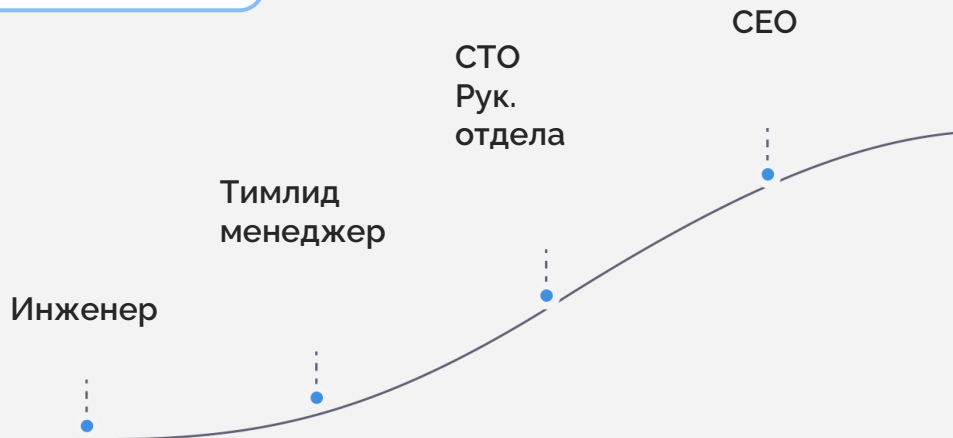 CEO
CTO
Рук.
отдела
Тимлид
менеджер
Инженер